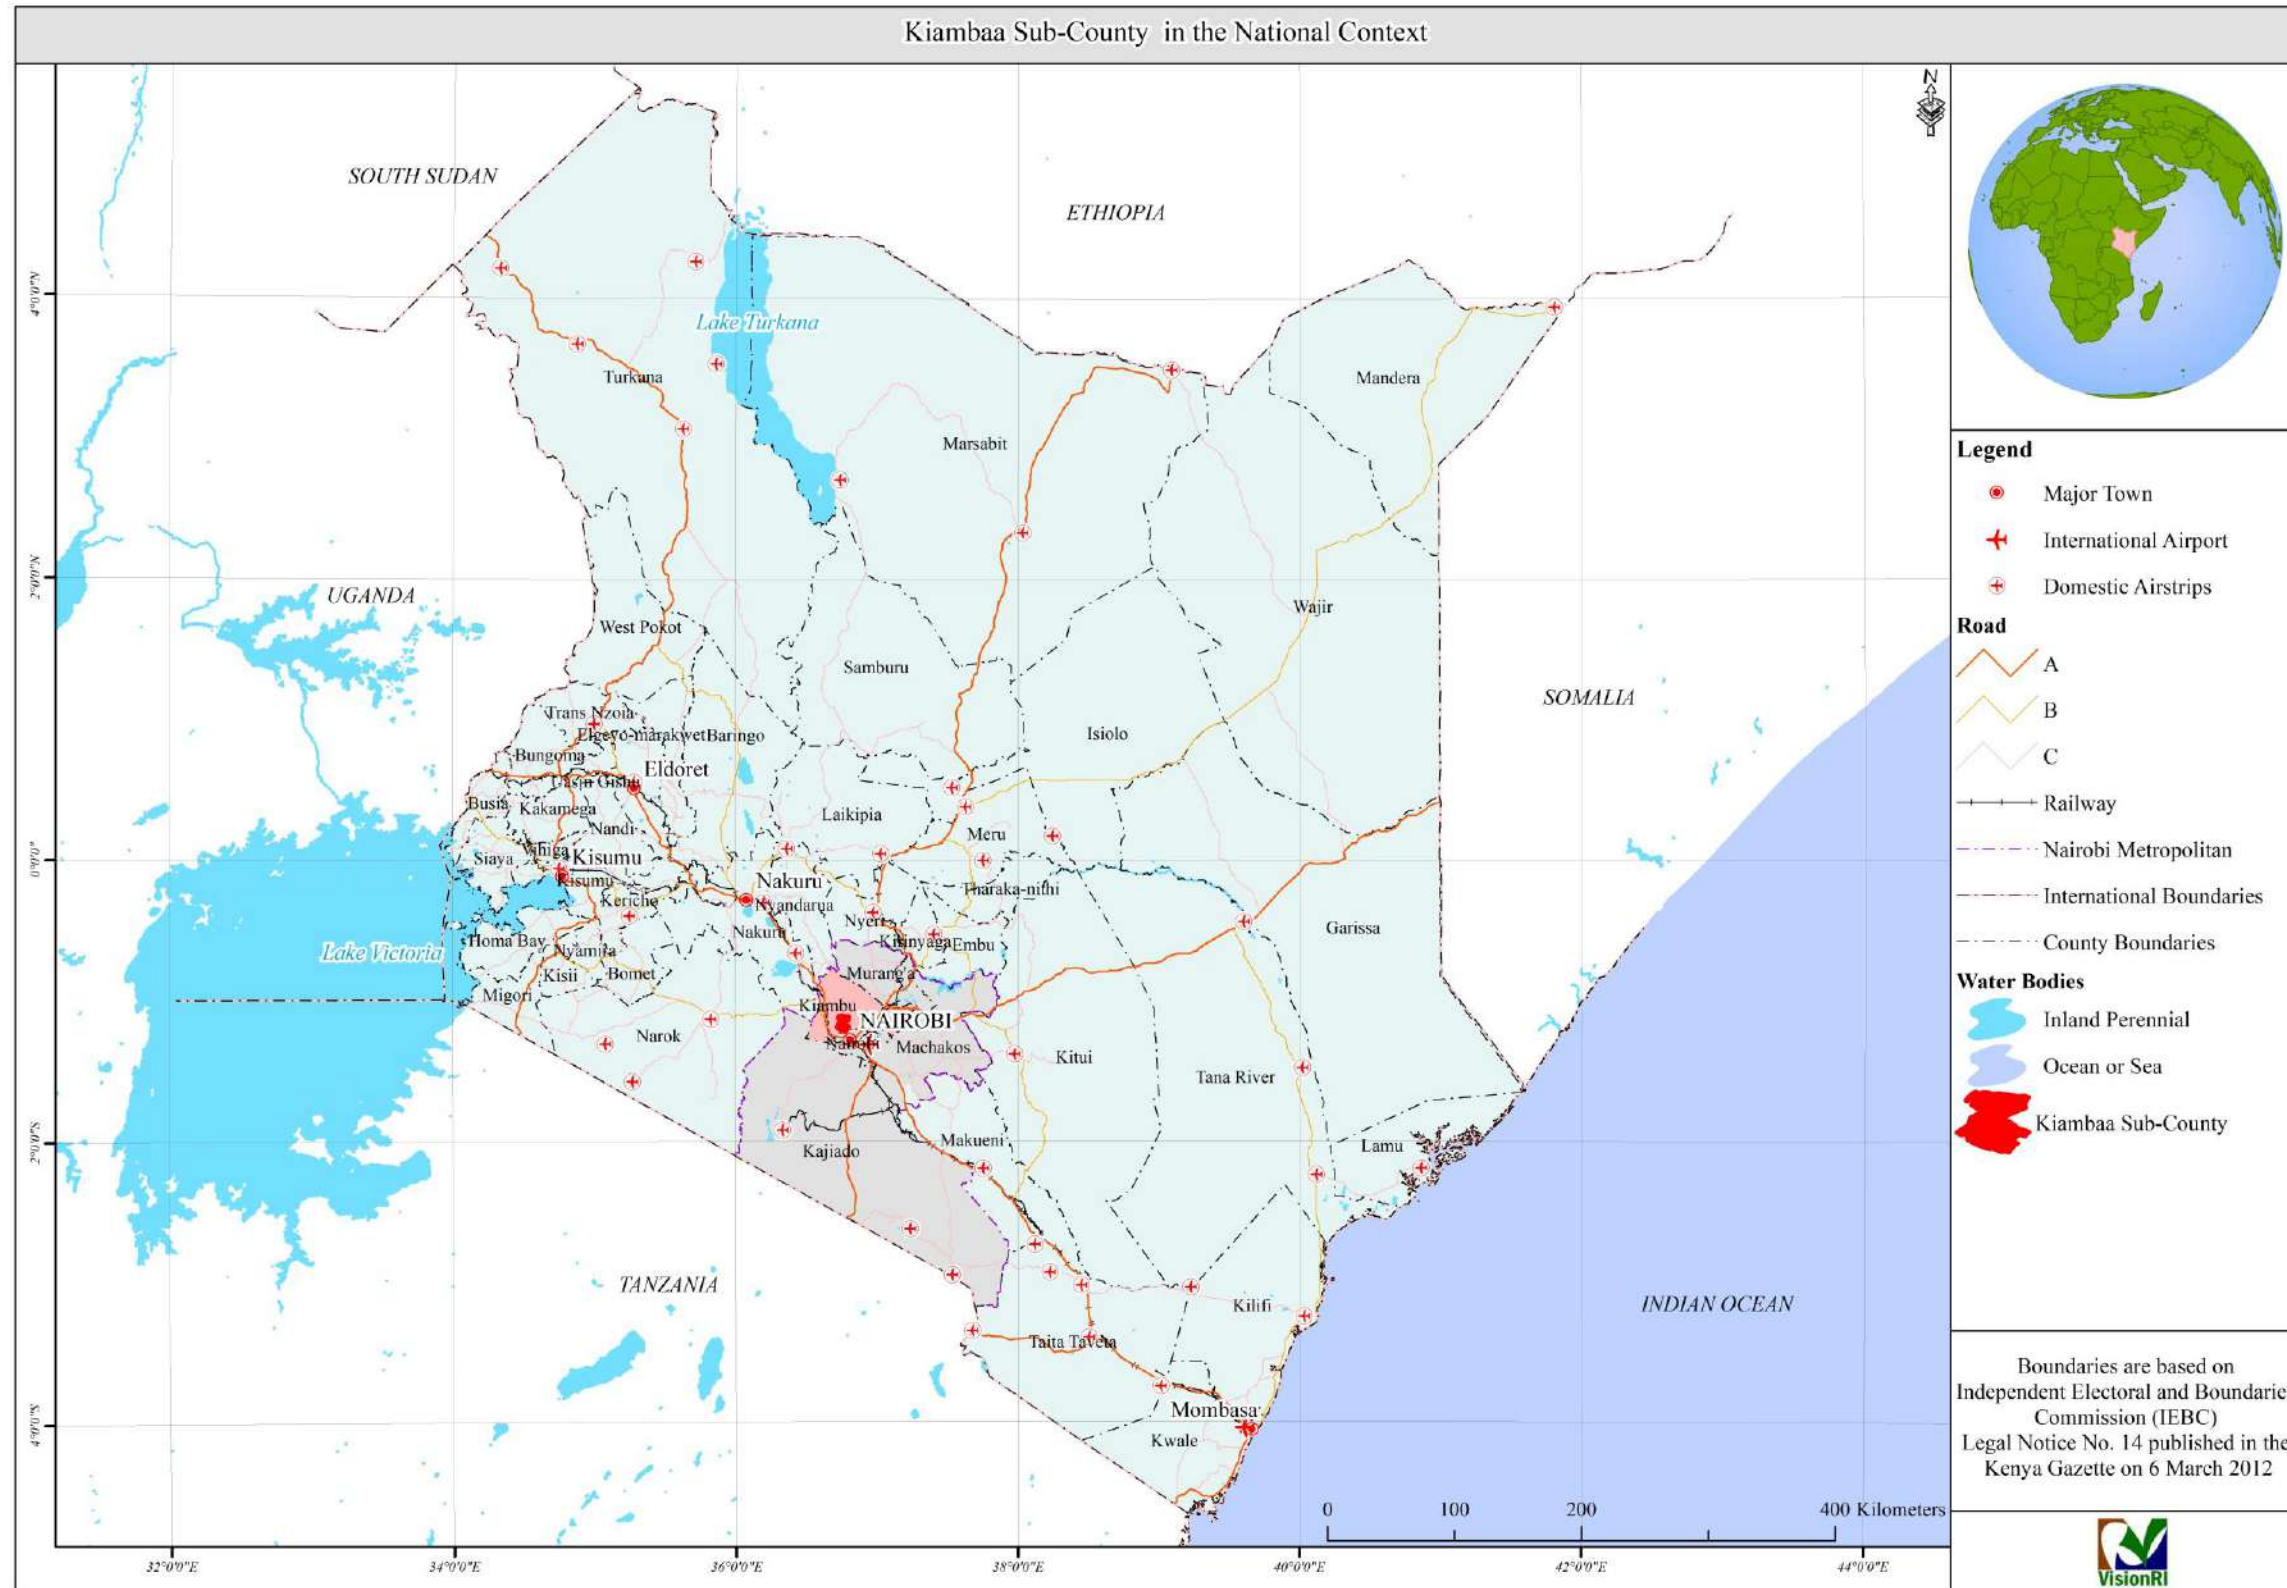 Kiambaa Sub-County in the National Context
N
SOUTH SUDAN
ETHIOPIA
Lake Turkana
Turkana
Mandera
Marsabit
UGANDA
Wajir
West Pokot
Samburu
SOMALIA
Trans Nzoia
Elgeyo-marakwet
Baringo
Isiolo
Bungoma
Eldoret
Uasin Gishu
Busia
Kakamega
Laikipia
Nandi
Meru
Vihiga
Siaya
Kisumu
Kisumu
Nakuru
Tharaka-nithi
Kericho
Nyandarua
Nyeri
Garissa
Nakuru
Homa Bay
Kirinyaga
Embu
Lake Victoria
Nyamira
Kisii
Bomet
Murang'a
Migori
Kiambu
NAIROBI
Narok
Nairobi
Machakos
Kitui
Tana River
Makueni
Lamu
Kajiado
TANZANIA
Kilifi
INDIAN OCEAN
Taita Taveta
Mombasa
Kwale
0 100 200 400 Kilometers
4°0'0"N
2°0'0"N
0°0'0"
2°0'0"S
4°0'0"S
32°0'0"E 34°0'0"E 36°0'0"E 38°0'0"E 40°0'0"E 42°0'0"E 44°0'0"E
Legend
Major Town
International Airport
Domestic Airstrips
Road
A
B
C
Railway
Nairobi Metropolitan
International Boundaries
County Boundaries
Water Bodies
Inland Perennial
Ocean or Sea
Kiambaa Sub-County
Boundaries are based on
Independent Electoral and Boundarie
Commission (IEBC)
Legal Notice No. 14 published in the
Kenya Gazette on 6 March 2012
VisionRI